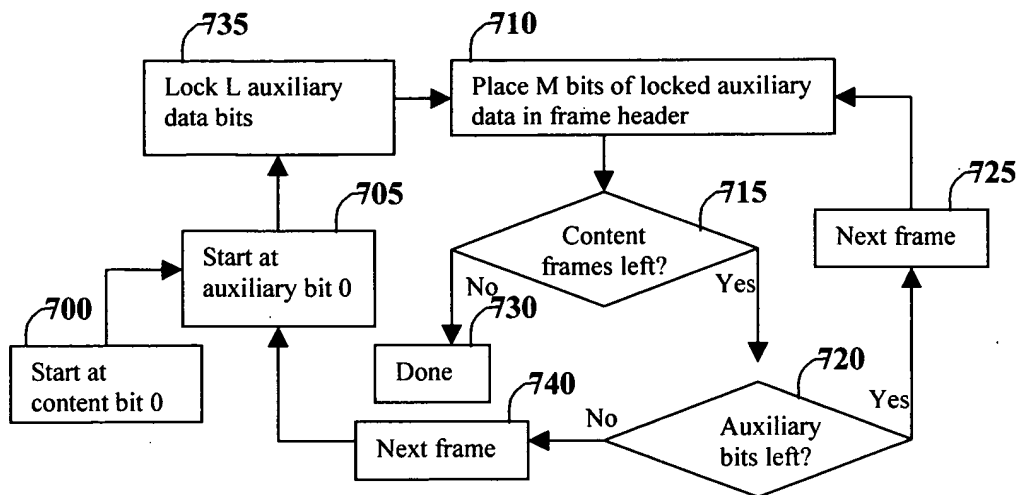 735
Lock L auxiliary
data bits
710
Place M bits of locked auxiliary
data in frame header
705
Start at
auxiliary bit 0
715
Content
frames left?
725
Next frame
No
Yes
700
Start at
content bit 0
730
Done
740
Next frame
No
720
Auxiliary
bits left?
Yes